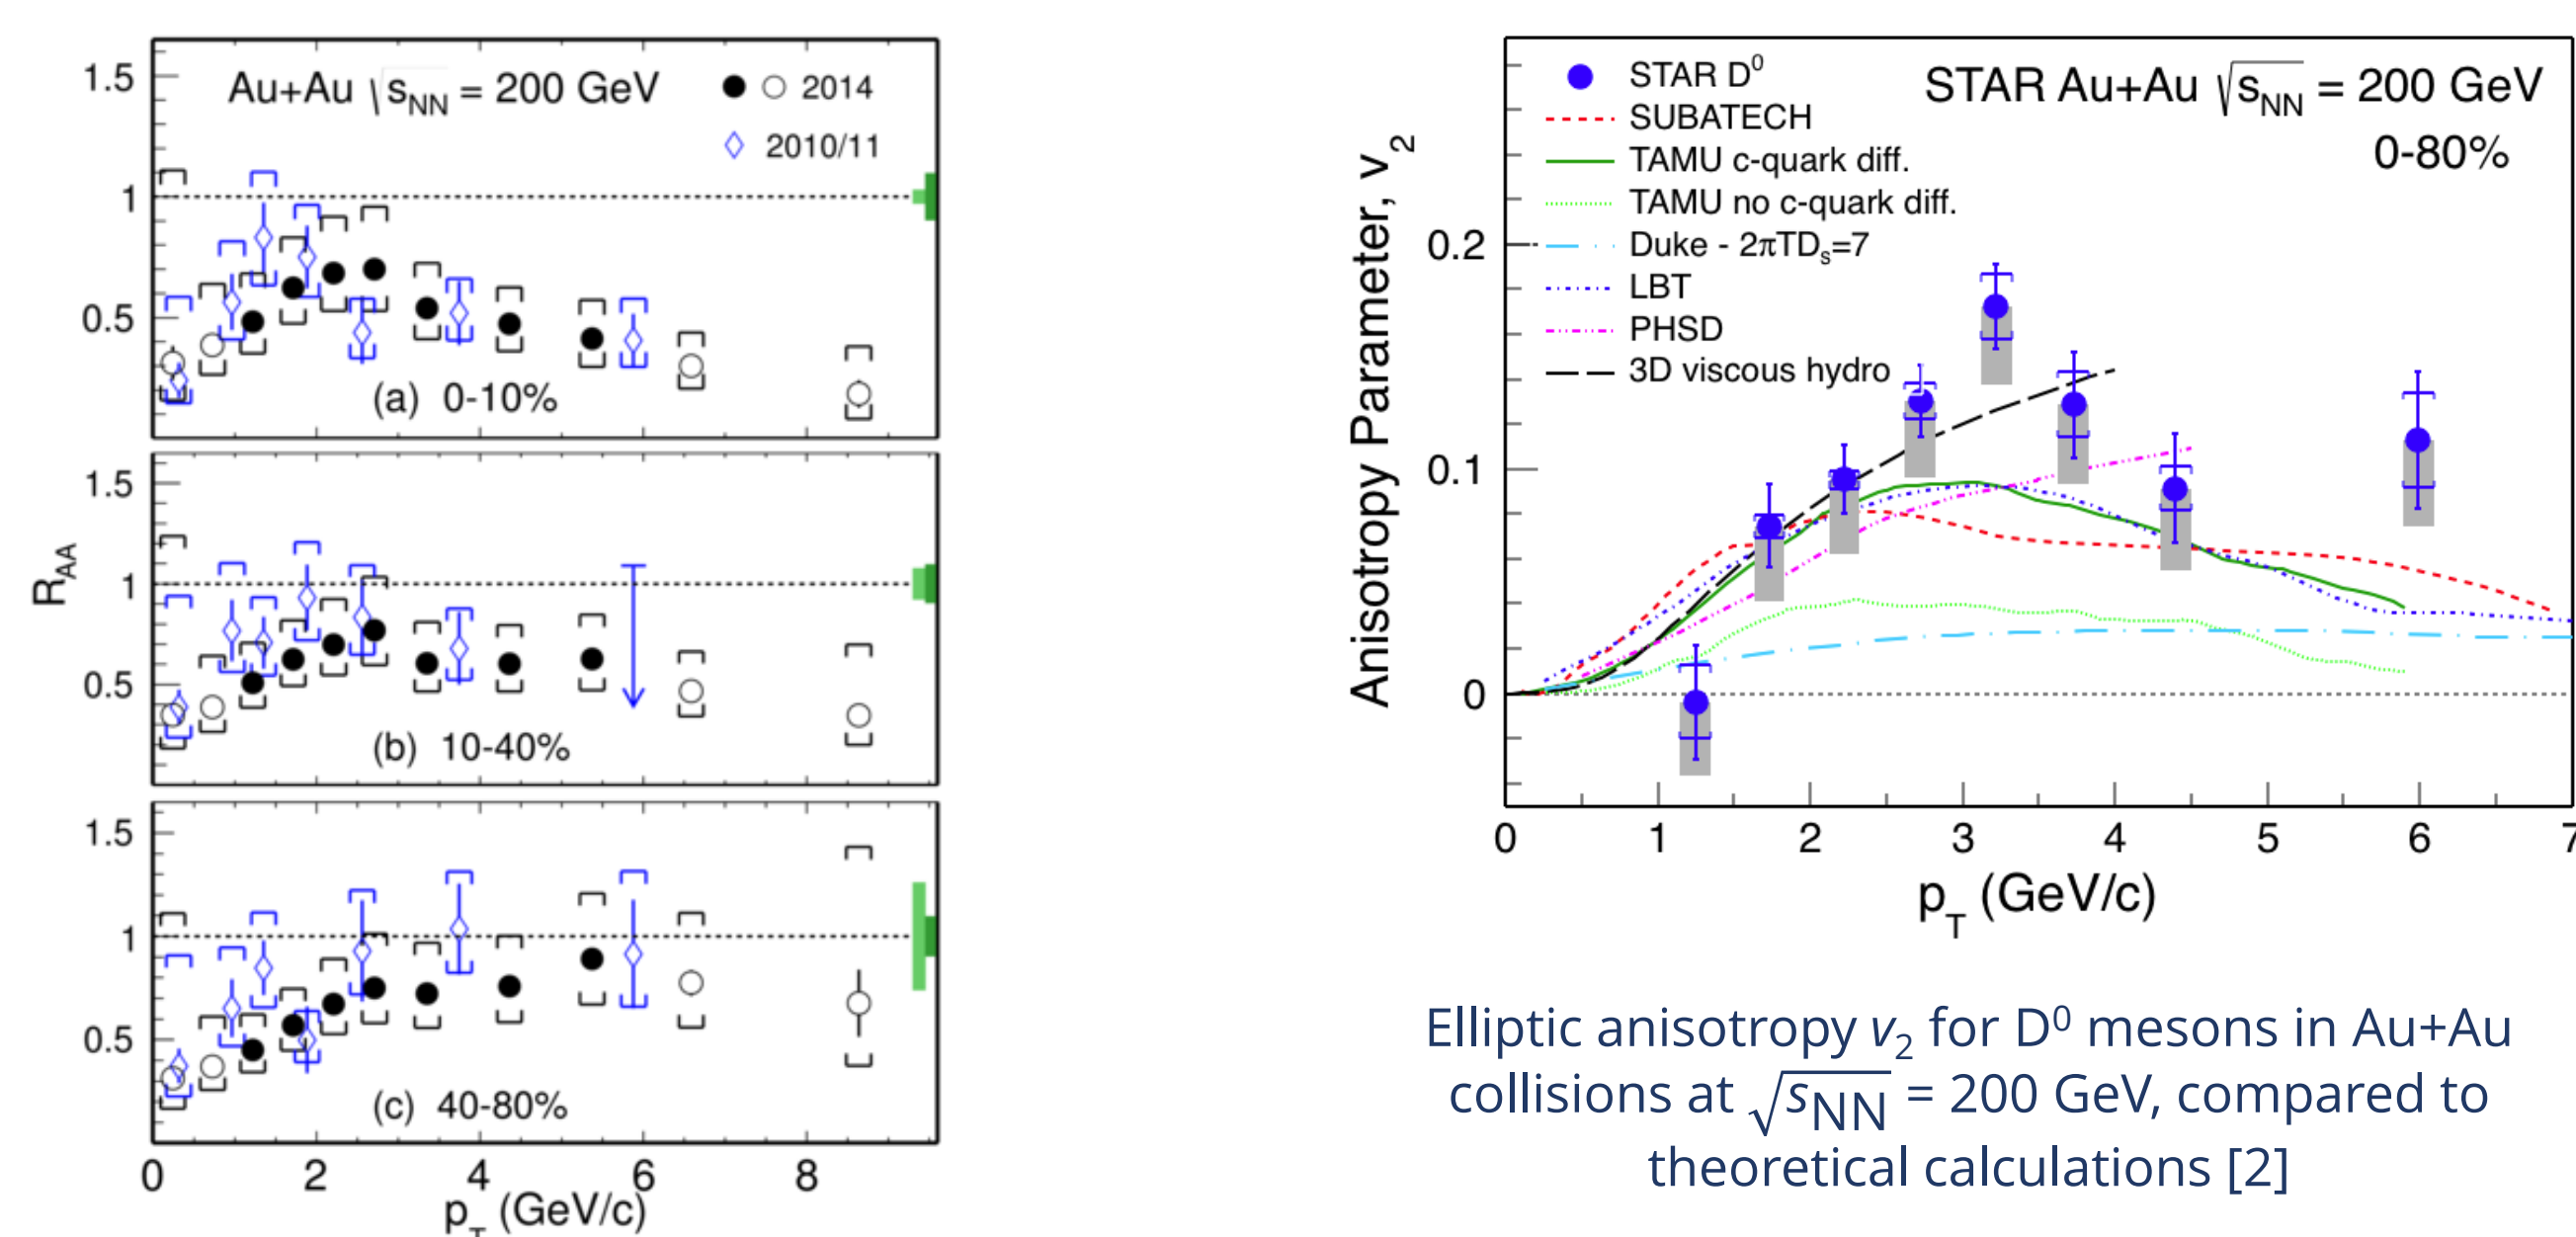 Au+Au √sNN = 200 GeV
2014
2010/11
1.5
1
0.5
(a) 0-10%
1.5
1
0.5
(b) 10-40%
RAA
1.5
1
0.5
(c) 40-80%
0 2 4 6 8
pT (GeV/c)
STAR D⁰
SUBATECH
TAMU c-quark diff.
TAMU no c-quark diff.
Duke - 2πTDs=7
LBT
PHSD
3D viscous hydro
STAR Au+Au √sNN = 200 GeV
0-80%
Anisotropy Parameter, v2
0.2
0.1
0
0 1 2 3 4 5 6 7
pT (GeV/c)
Elliptic anisotropy v₂ for D⁰ mesons in Au+Au
collisions at √sNN = 200 GeV, compared to
theoretical calculations [2]